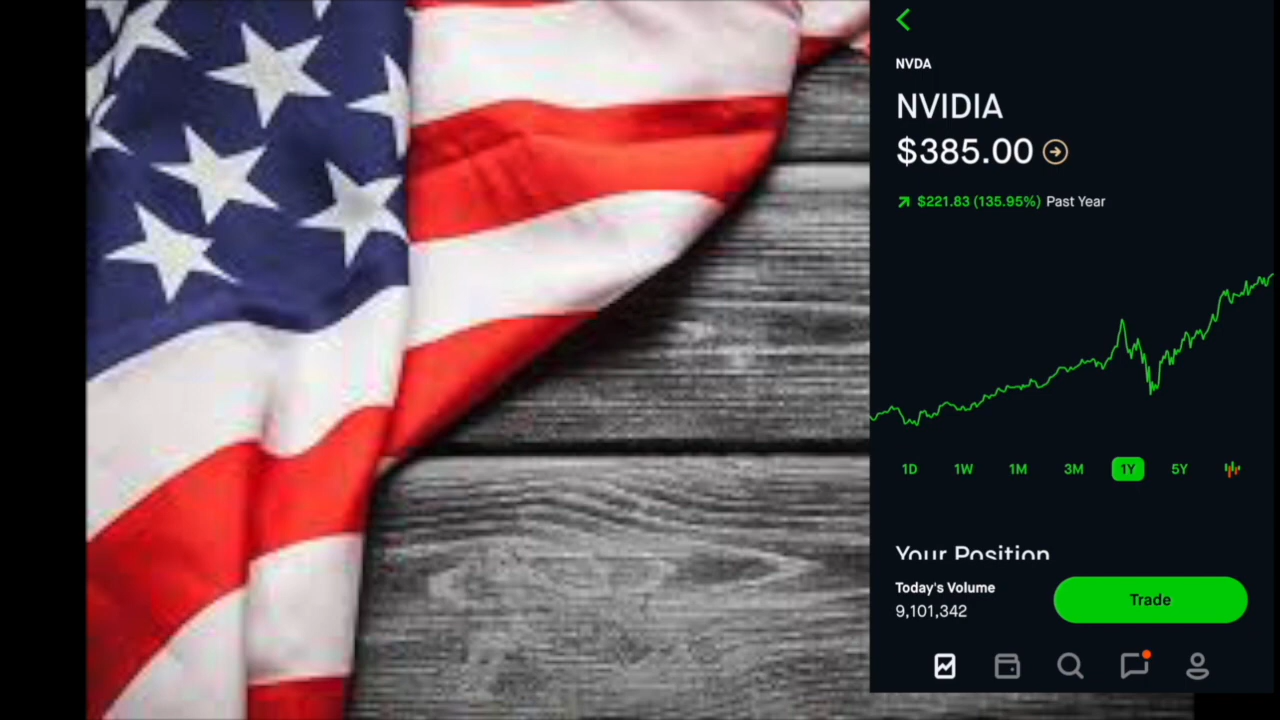 NVDA
NVIDIA
$385.00
$221.83 (135.95%) Past Year
1D 1W 1M 3M 1Y 5Y
Your Position
Today's Volume
9,101,342
Trade